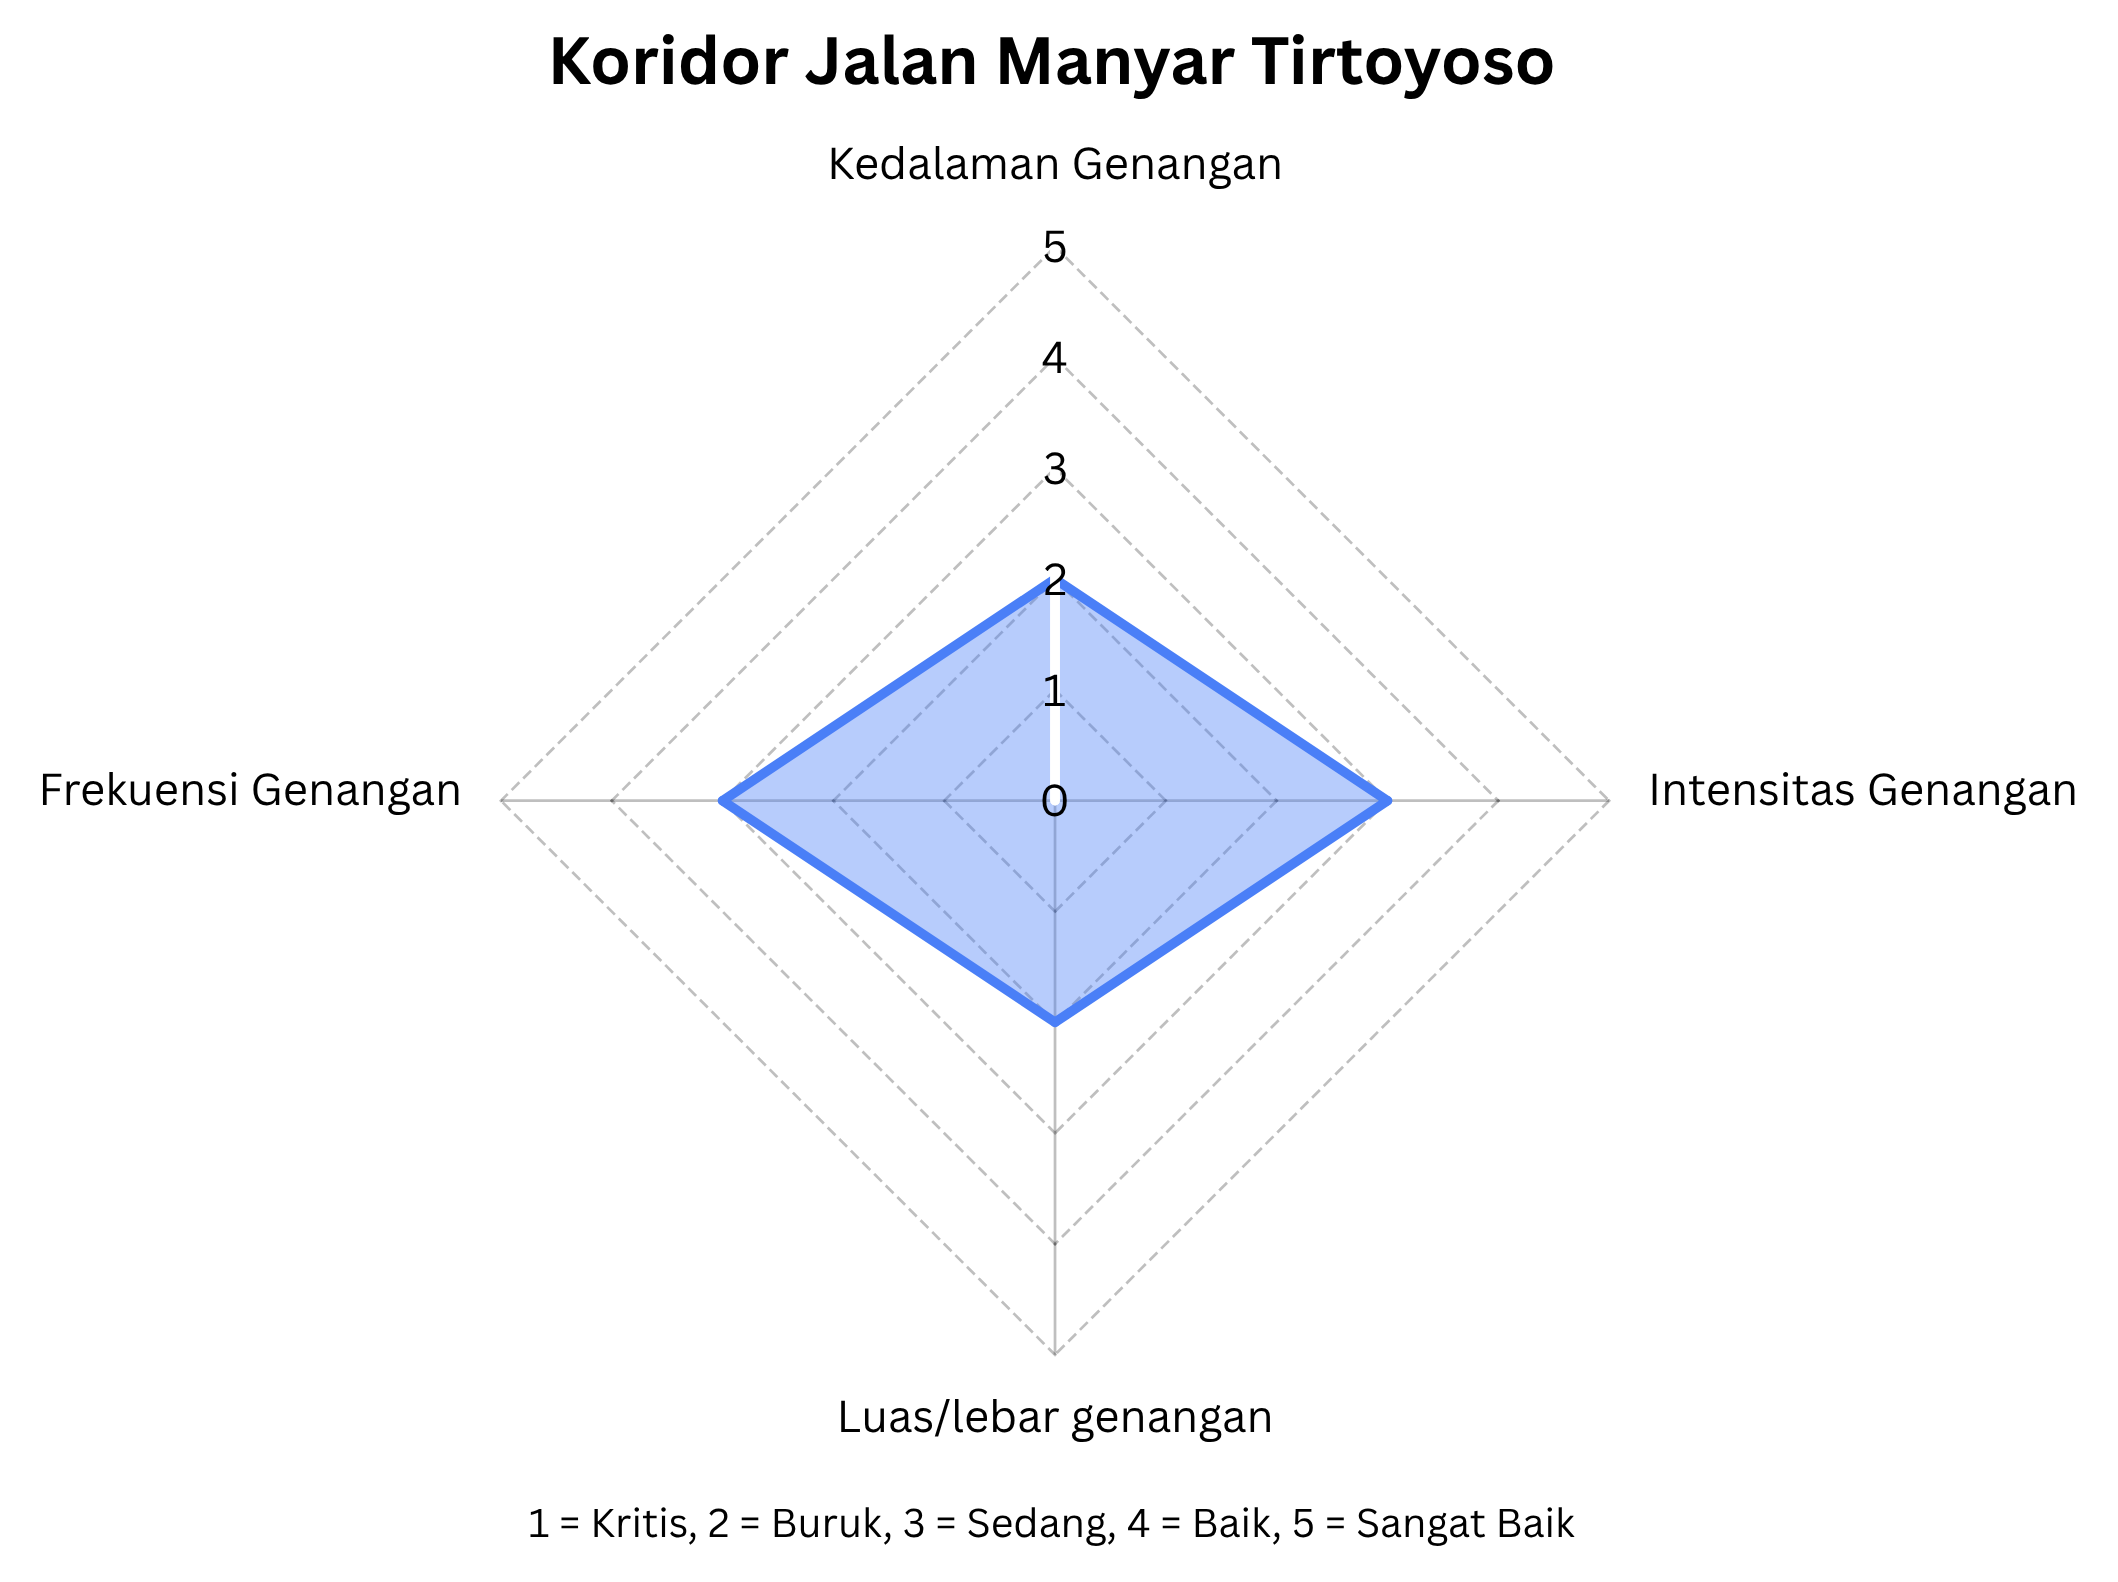 Koridor Jalan Manyar Tirtoyoso
Kedalaman Genangan
5
4
3
2
1
Frekuensi Genangan
0
Intensitas Genangan
Luas/lebar genangan
1 = Kritis, 2 = Buruk, 3 = Sedang, 4 = Baik, 5 = Sangat Baik